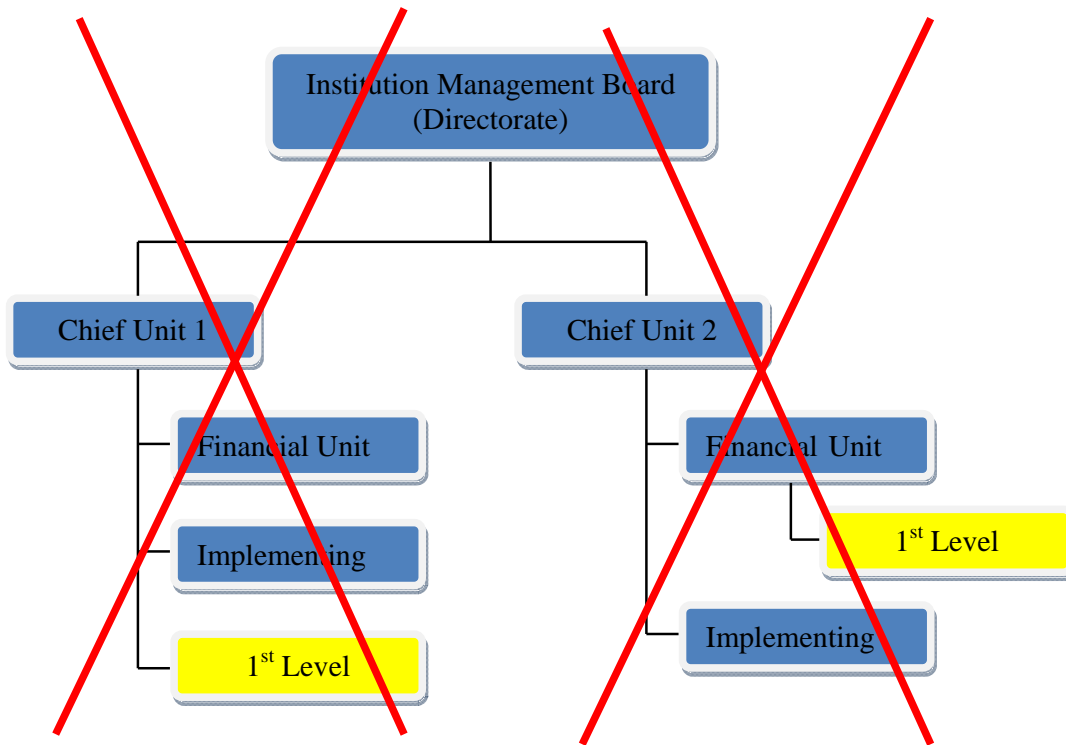 Institution Management Board
(Directorate)
Chief Unit 1
Chief Unit 2
Financial Unit
Financial Unit
Implementing
1st Level
1st Level
Implementing